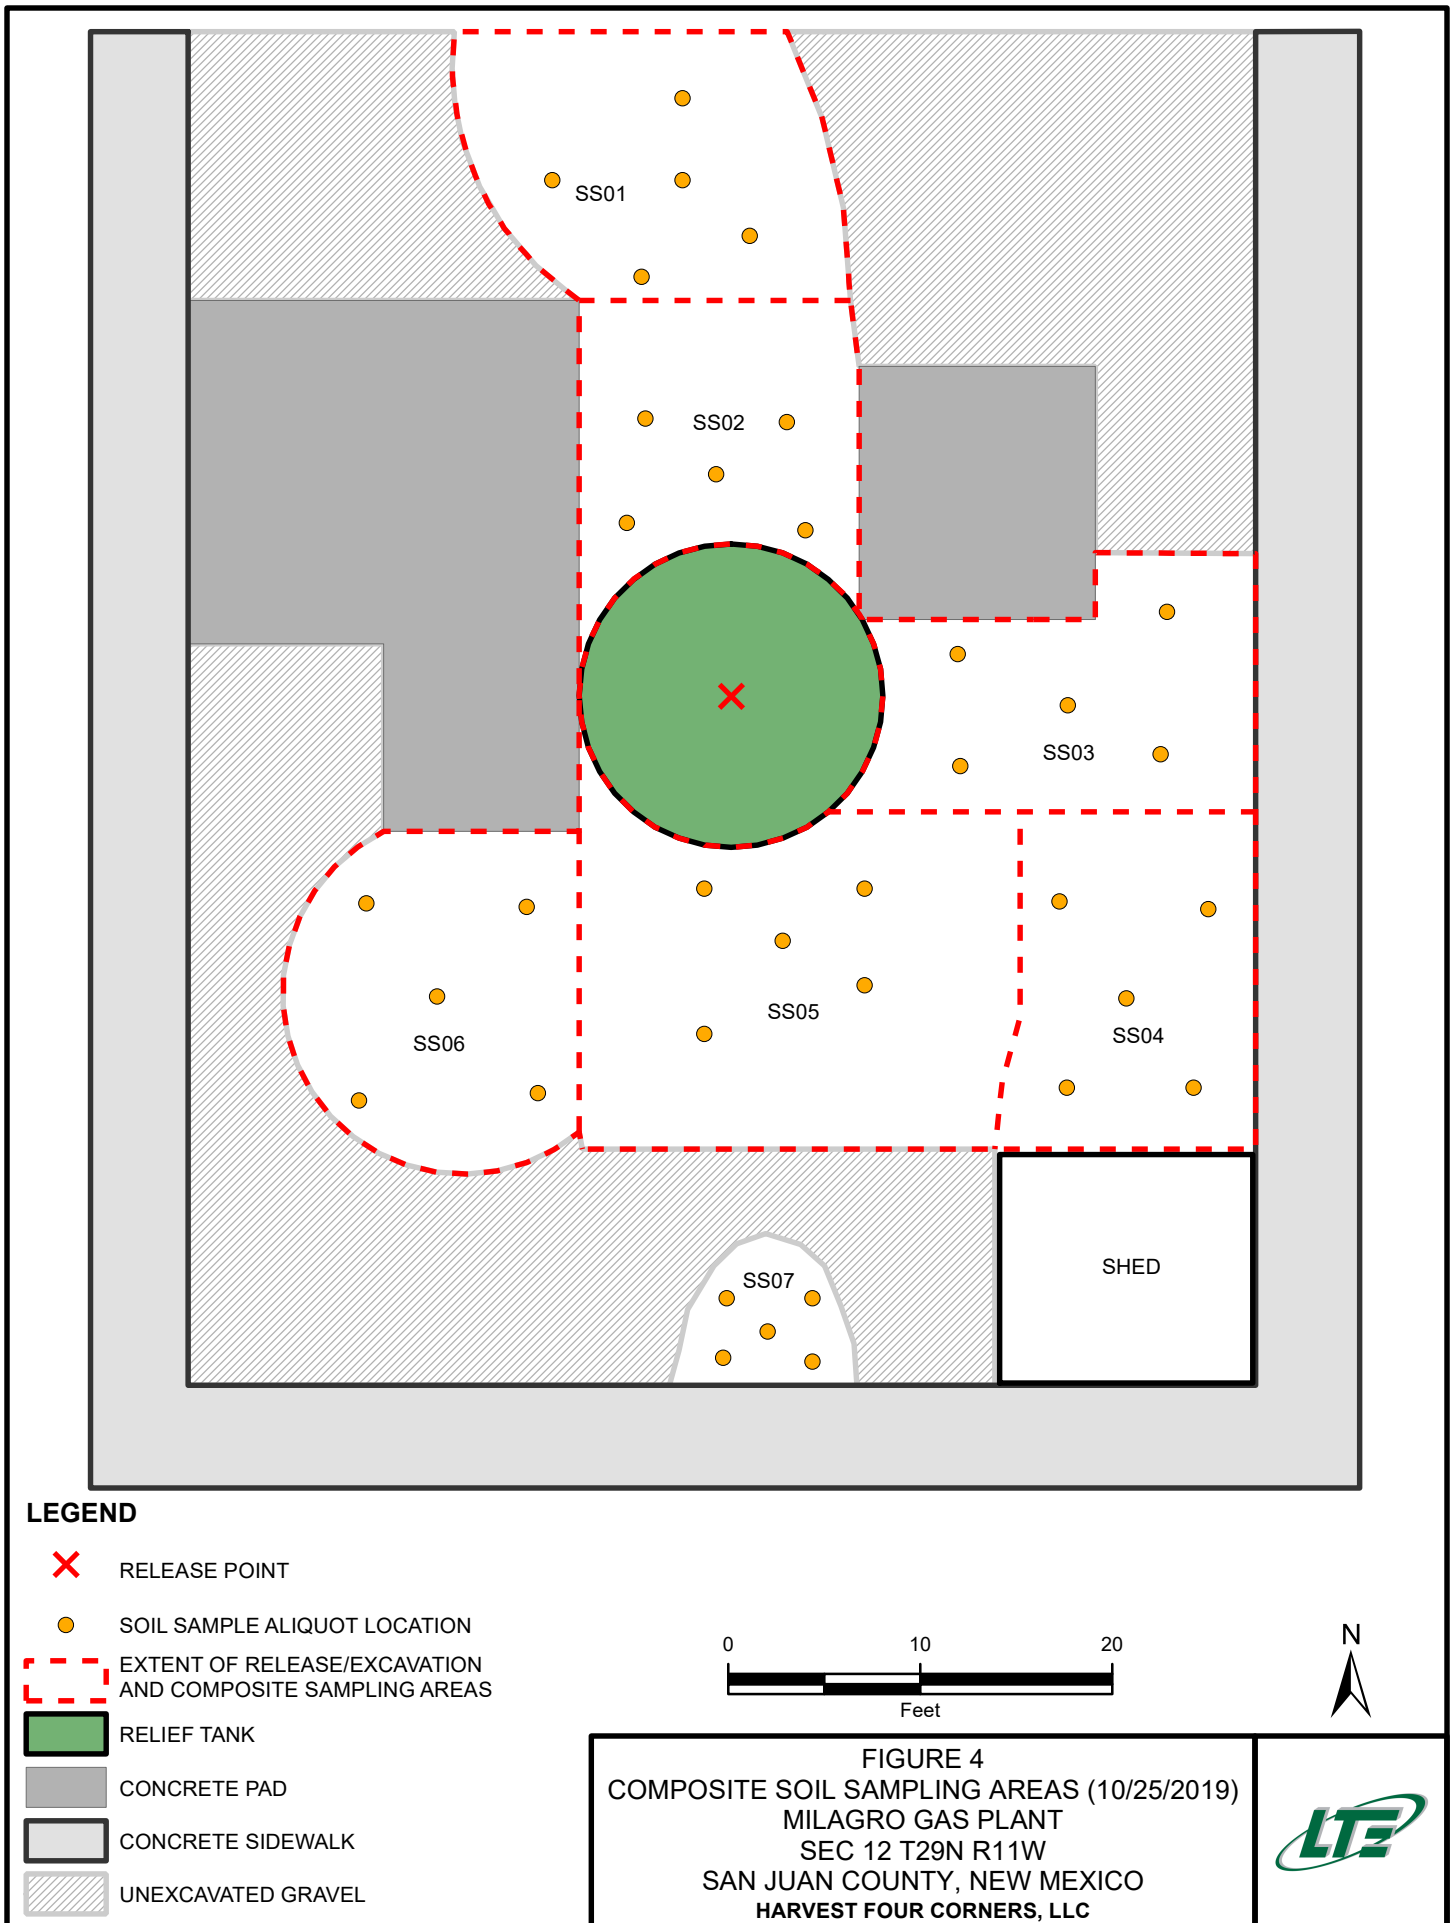 SS01
SS02
SS03
SS04
SS05
SS06
SS07
SHED
LEGEND
RELEASE POINT
SOIL SAMPLE ALIQUOT LOCATION
EXTENT OF RELEASE/EXCAVATION
AND COMPOSITE SAMPLING AREAS
RELIEF TANK
CONCRETE PAD
CONCRETE SIDEWALK
UNEXCAVATED GRAVEL
0 10 20
Feet
N
FIGURE 4
COMPOSITE SOIL SAMPLING AREAS (10/25/2019)
MILAGRO GAS PLANT
SEC 12 T29N R11W
SAN JUAN COUNTY, NEW MEXICO
HARVEST FOUR CORNERS, LLC
LTE